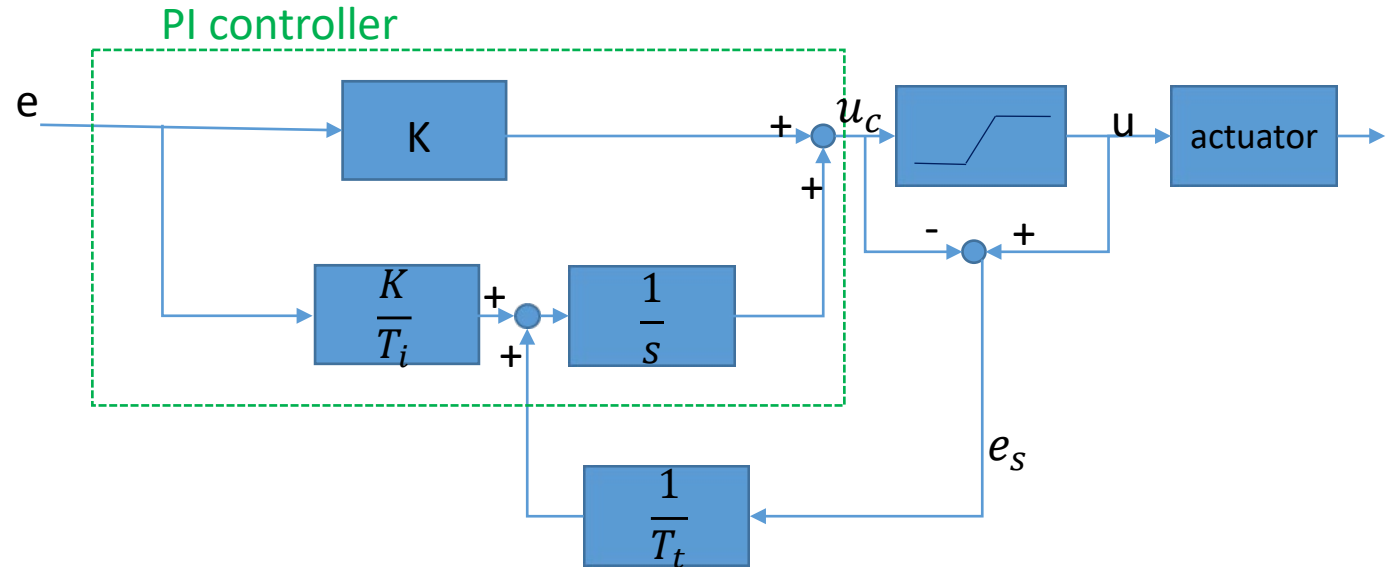 PI controller
e
K
+
+
u_c
u
actuator
-
+
K
T_i
+
+
1
s
e_s
1
T_t